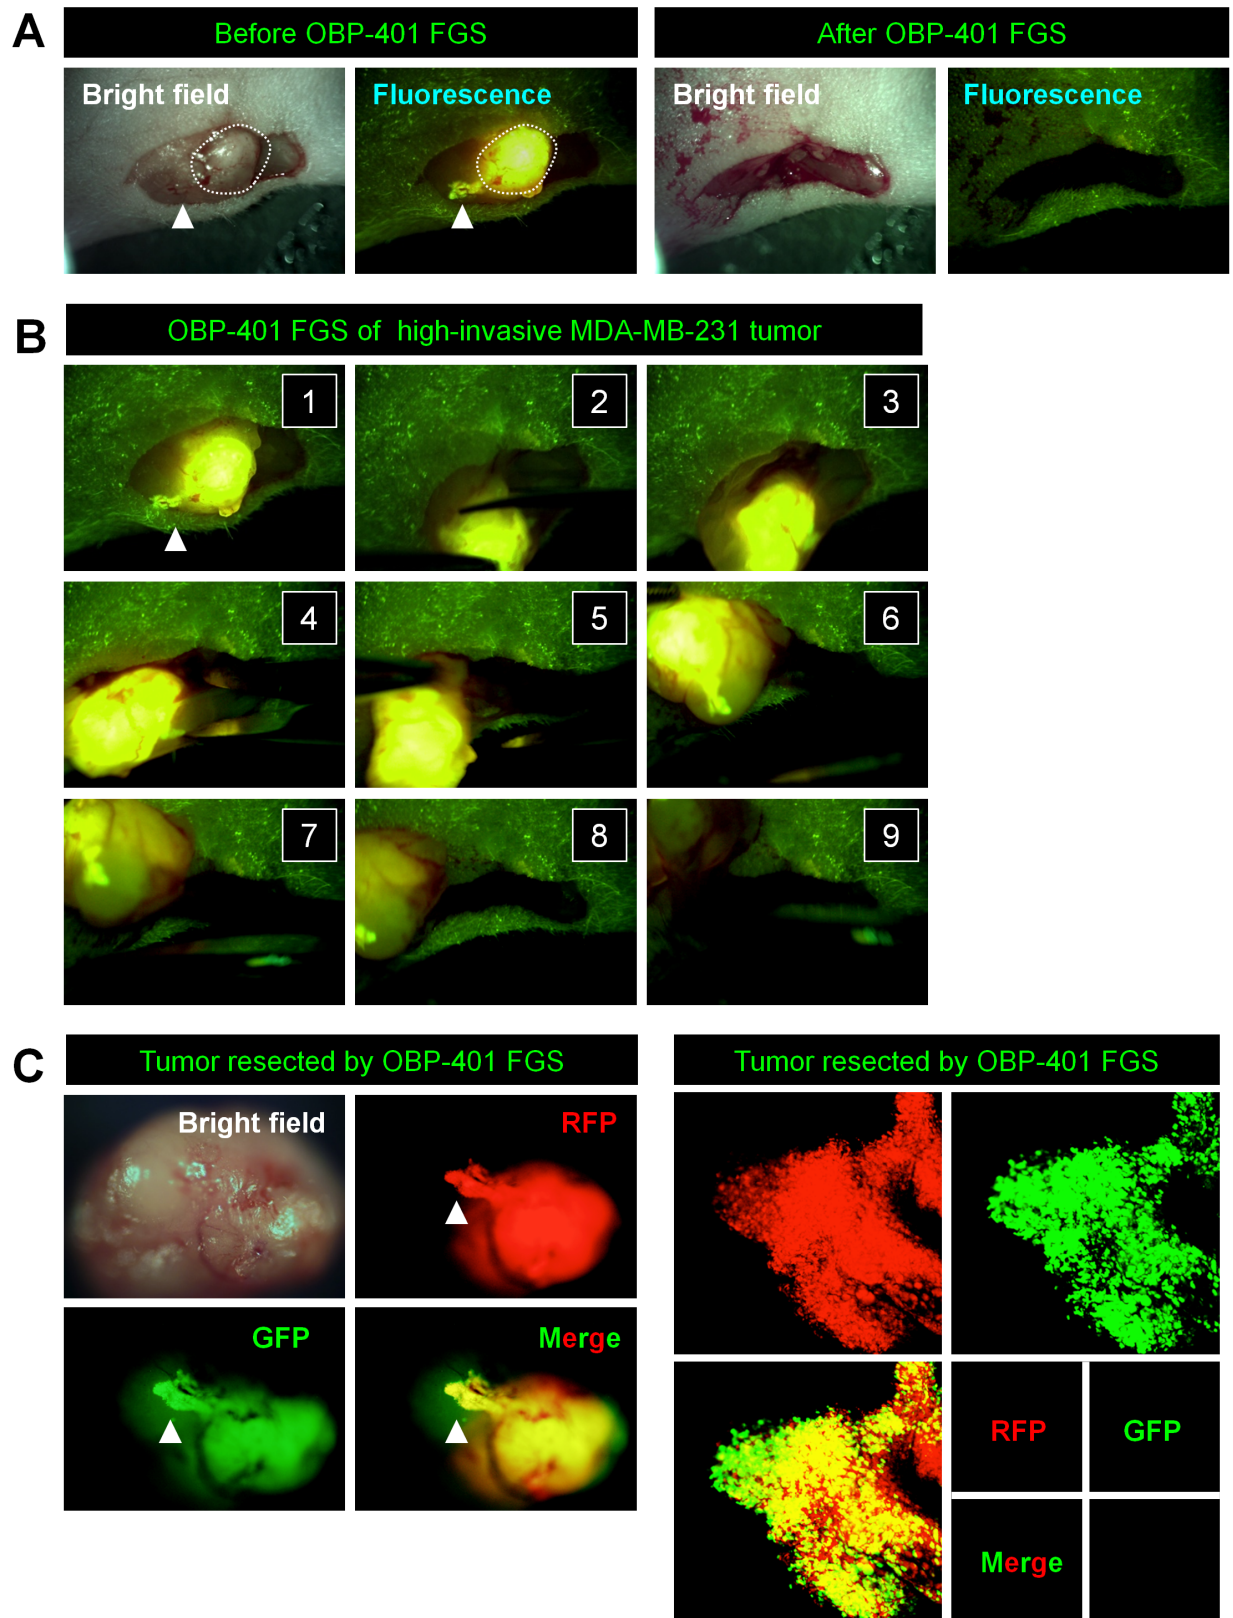 A
Before OBP-401 FGS
After OBP-401 FGS
Bright field
Fluorescence
Bright field
Fluorescence
B
OBP-401 FGS of high-invasive MDA-MB-231 tumor
1
2
3
4
5
6
7
8
9
C
Tumor resected by OBP-401 FGS
Tumor resected by OBP-401 FGS
Bright field
RFP
GFP
Merge
RFP
GFP
Merge